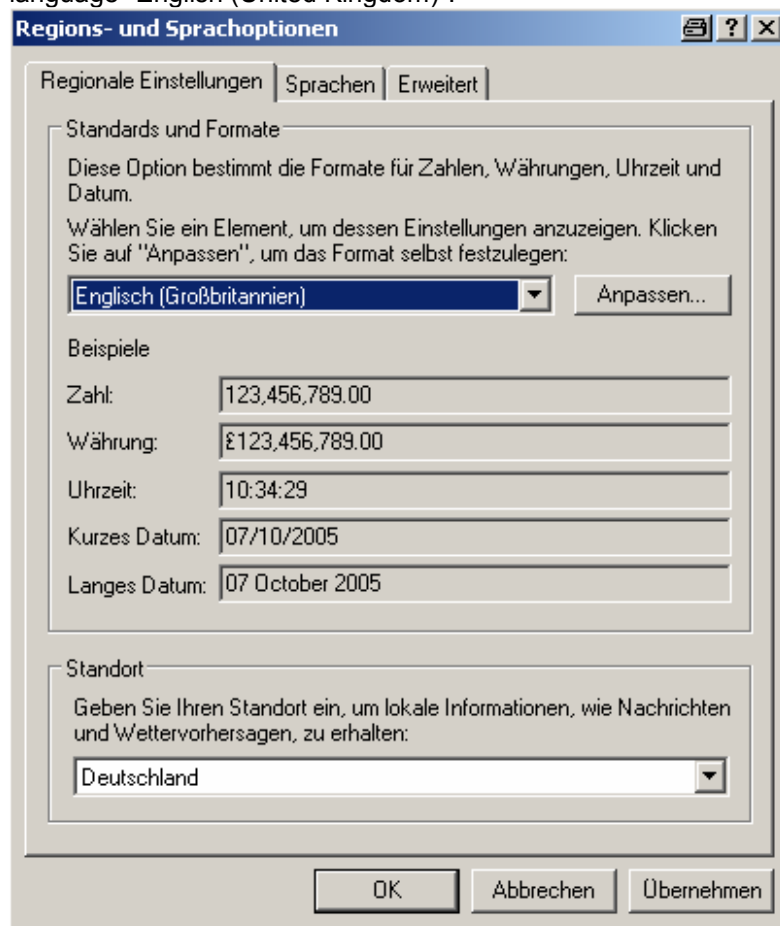 language "English (United Kingdom)".
Regions- und Sprachoptionen
Regionale Einstellungen Sprachen Erweitert
Standards und Formate
Diese Option bestimmt die Formate für Zahlen, Währungen, Uhrzeit und
Datum.
Wählen Sie ein Element, um dessen Einstellungen anzuzeigen. Klicken
Sie auf "Anpassen", um das Format selbst festzulegen:
Englisch (Großbritannien) Anpassen...
Beispiele
Zahl: 123,456,789.00
Währung: £123,456,789.00
Uhrzeit: 10:34:29
Kurzes Datum: 07/10/2005
Langes Datum: 07 October 2005
Standort
Geben Sie Ihren Standort ein, um lokale Informationen, wie Nachrichten
und Wettervorhersagen, zu erhalten:
Deutschland
OK Abbrechen Übernehmen